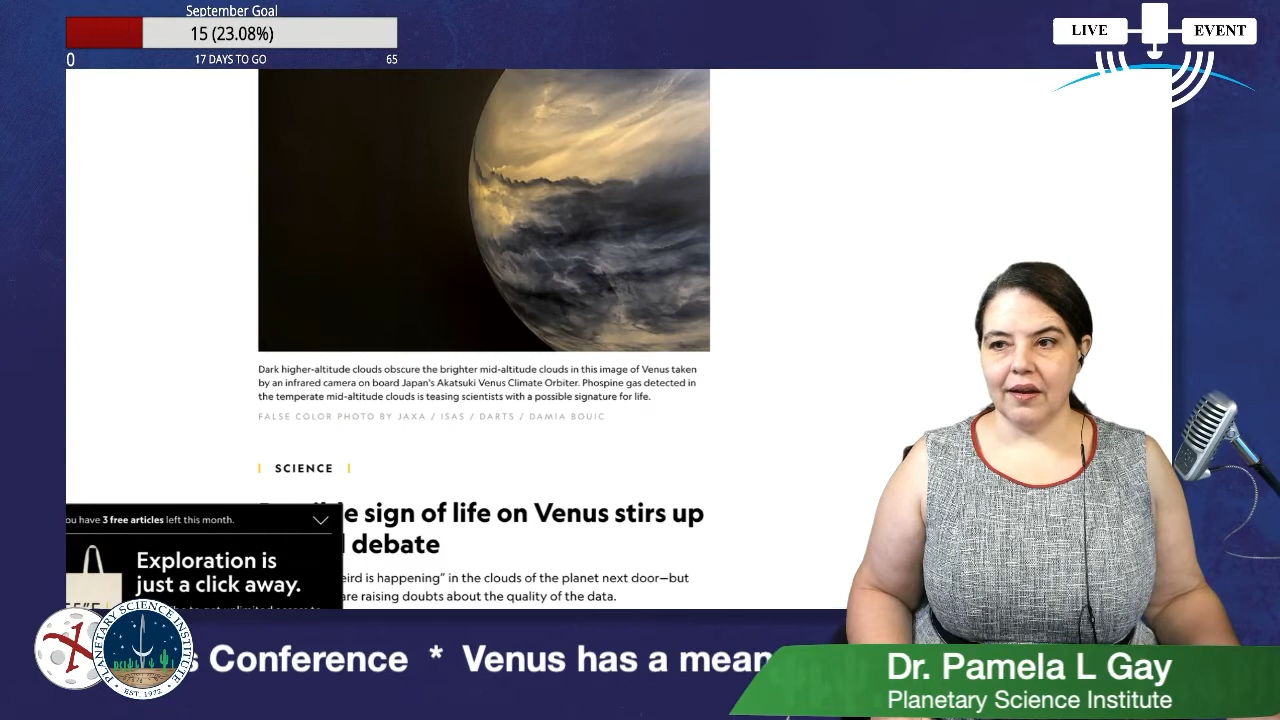 September Goal
15 (23.08%)
0
17 DAYS TO GO
65
LIVE
EVENT
Dark higher-altitude clouds obscure the brighter mid-altitude clouds in this image of Venus taken
by an infrared camera on board Japan's Akatsuki Venus Climate Orbiter. Phospine gas detected in
the temperate mid-altitude clouds is teasing scientists with a possible signature for life.
FALSE COLOR PHOTO BY JAXA / ISAS / DARTS / DAMIA BOUIC
SCIENCE
sign of life on Venus stirs up
debate
is happening” in the clouds of the planet next door—but
are raising doubts about the quality of the data.
have 3 free articles left this month.
Exploration is
just a click away.
PLANETARY SCIENCE INSTITUTE
EST. 1972
Conference * Venus has a mean
Dr. Pamela L Gay
Planetary Science Institute